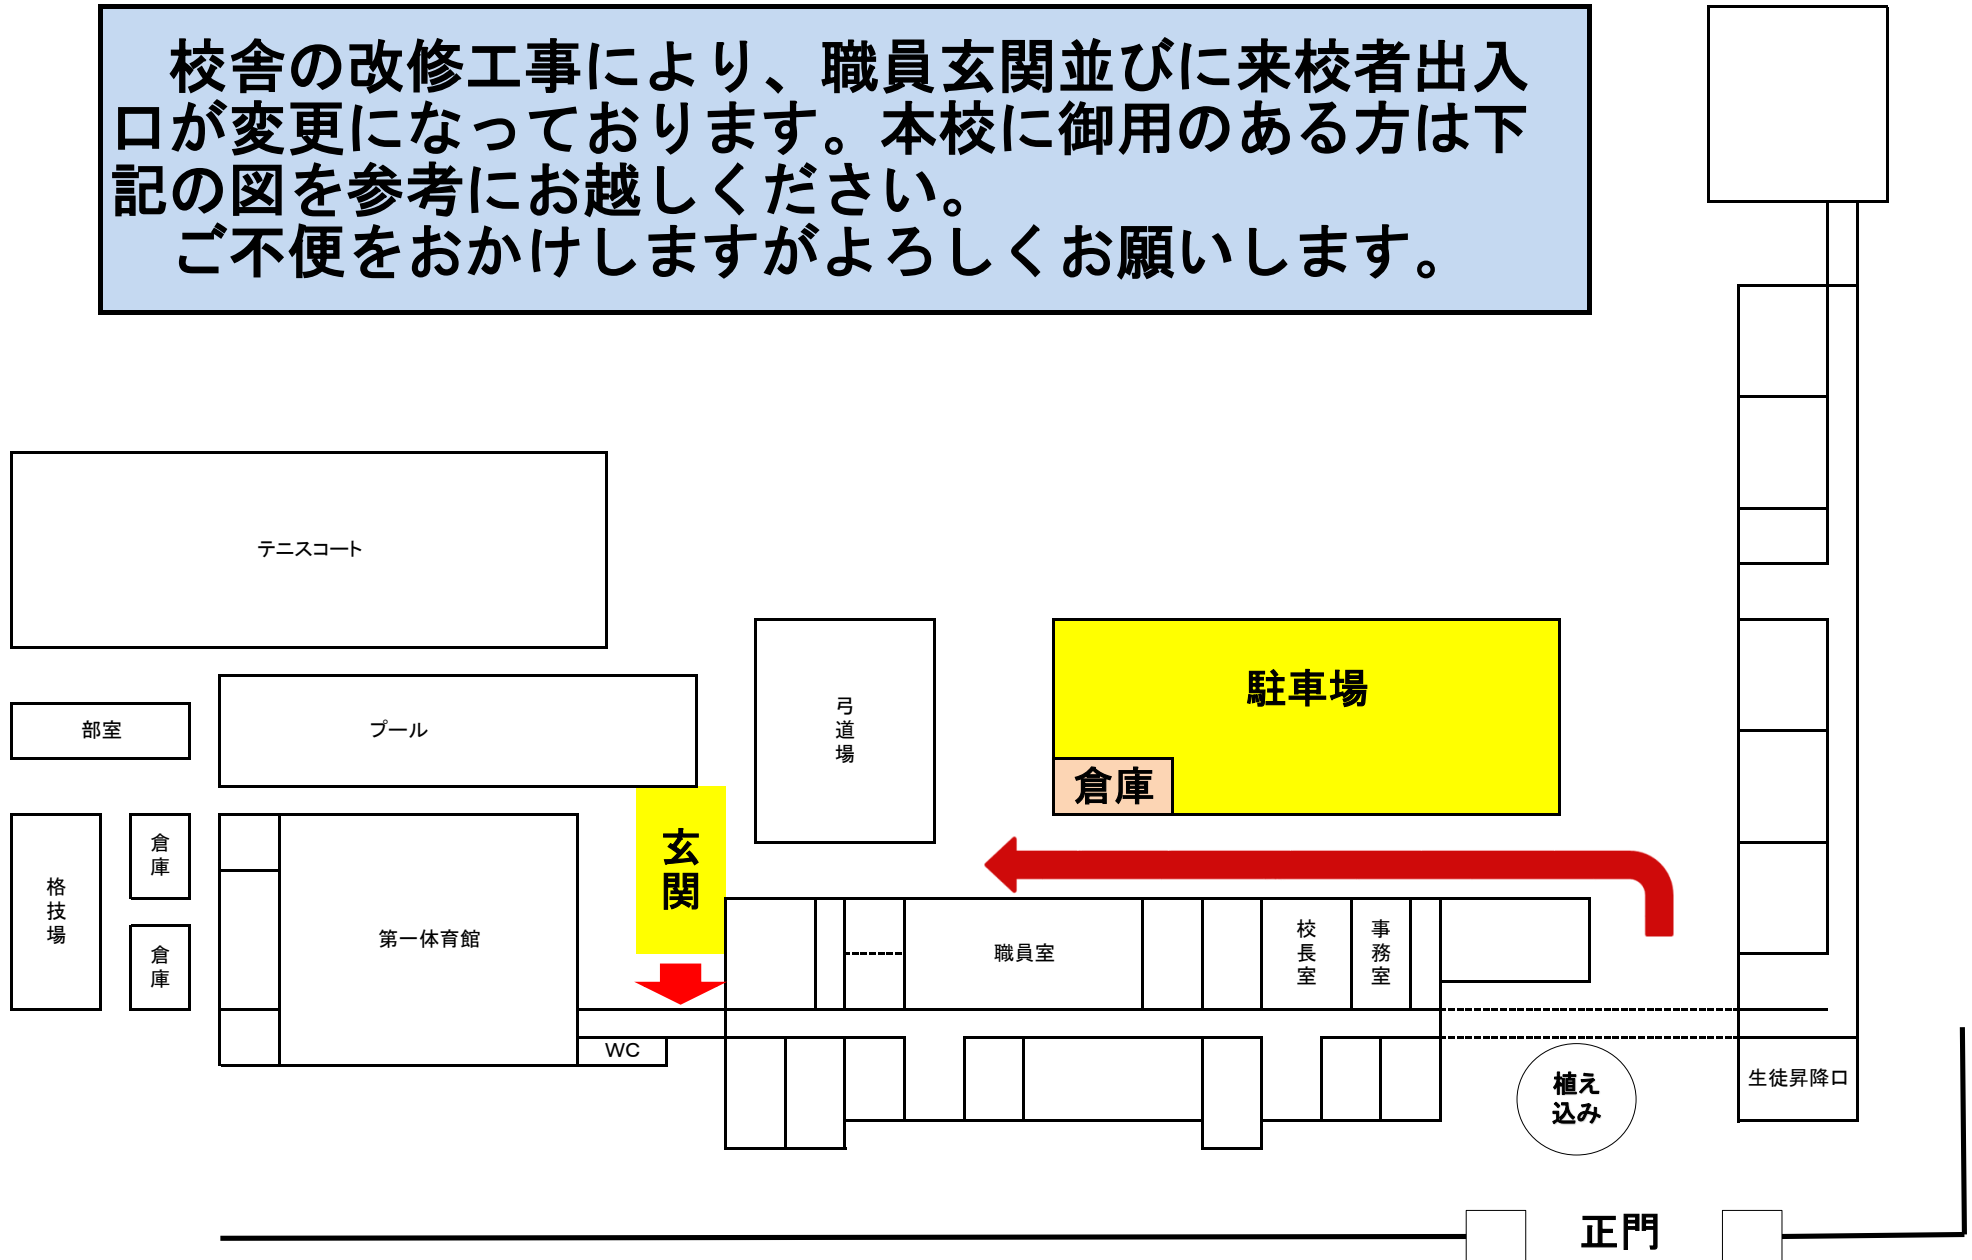 校舎の改修工事により、職員玄関並びに来校者出入
口が変更になっております。本校に御用のある方は下
記の図を参考にお越しください。
ご不便をおかけしますがよろしくお願いします。
テニスコート
部室
プール
弓道場
駐車場
倉庫
玄関
格技場
倉庫
倉庫
第一体育館
職員室
校長室
事務室
WC
植え
込み
生徒昇降口
正門